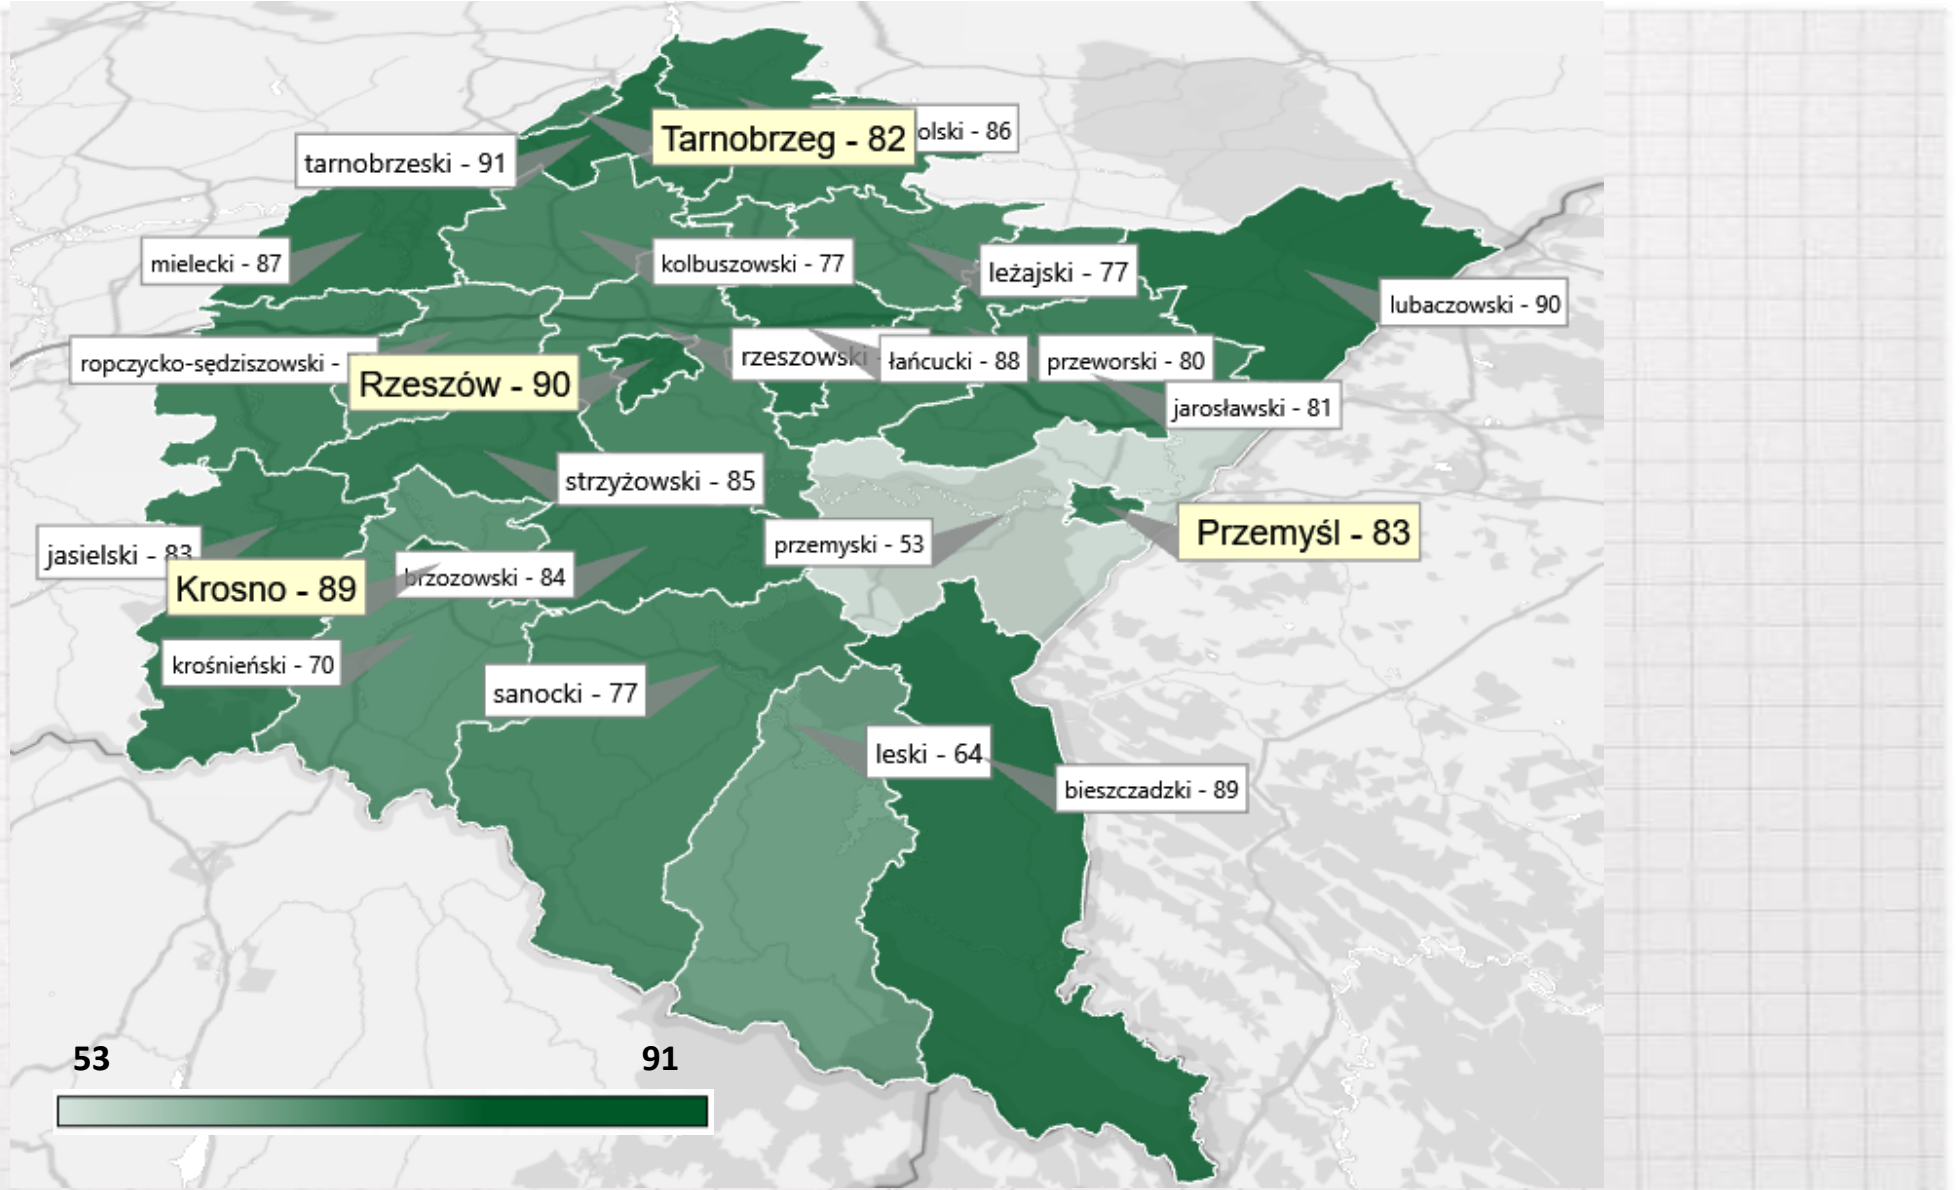 Tarnobrzeg - 82
olski - 86
tarnobrzeski - 91
mielecki - 87
kolbuszowski - 77
leżajski - 77
lubaczowski - 90
ropczycko-sędziszowski -
Rzeszów - 90
rzeszowski -
łańcucki - 88
przeworski - 80
jarosławski - 81
strzyżowski - 85
Przemyśl - 83
przemyski - 53
jasielski - 83
Krosno - 89
brzozowski - 84
krośnieński - 70
sanocki - 77
leski - 64
bieszczadzki - 89
53
91